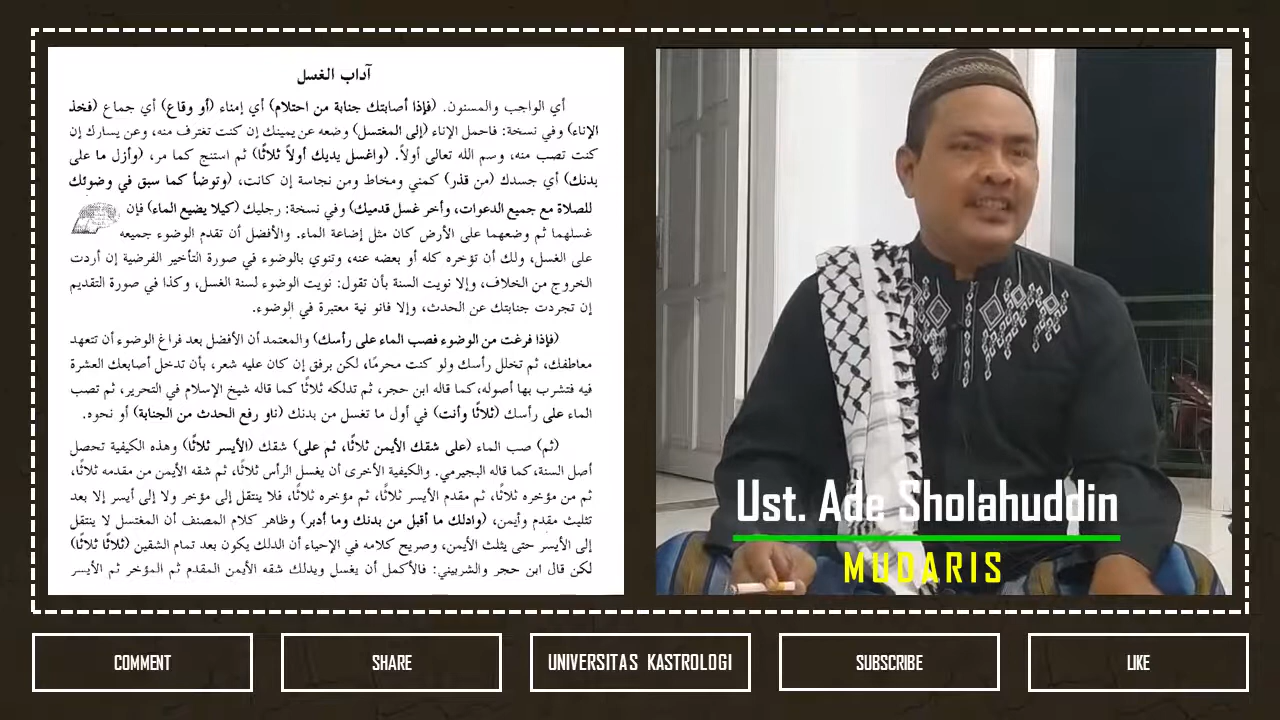 آداب الغسل
أي الواجب والمسنون. (فإذا أصابتك جنابة من احتلام) أي إمناء (أو وقاع) أي جماع (فخذ
الإناء) وفي نسخة: فاحمل الإناء (إلى المغتسل) وضعه عن يمينك إن كنت تغترف منه، وعن يسارك إن
كنت تصب منه، وسم الله تعالى أولاً. (واغسل يديك أولاً ثلاثًا) ثم استنج كما مر، (وأزل ما على
بدنك) أي جسدك (من قذر) كمني ومخاط ومن نجاسة إن كانت، (وتوضأ كما سبق في وضوئك
للصلاة مع جميع الدعوات، وأخر غسل قدميك) وفي نسخة: رجليك (كيلا يضيع الماء) فإن
غسلهما ثم وضعهما على الأرض كان مثل إضاعة الماء. والأفضل أن تقدم الوضوء جميعه
على الغسل، ولك أن تؤخره كله أو بعضه عنه، وتنوي بالوضوء في صورة التأخير الفرضية إن أردت
الخروج من الخلاف، وإلا نويت السنة بأن تقول: نويت الوضوء لسنة الغسل، وكذا في صورة التقديم
إن تجردت جنابتك عن الحدث، وإلا فانو نية معتبرة في الوضوء.
(فإذا فرغت من الوضوء فصب الماء على رأسك) والمعتمد أن الأفضل بعد فراغ الوضوء أن تتعهد
معاطفك، ثم تخلل رأسك ولو كنت محرمًا، لكن برفق إن كان عليه شعر، بأن تدخل أصابعك العشرة
فيه فتشرب بها أصوله، كما قاله ابن حجر، ثم تدلكه ثلاثًا كما قاله شيخ الإسلام في التحرير، ثم تصب
الماء على رأسك (ثلاثًا وأنت) في أول ما تغسل من بدنك (ناو رفع الحدث من الجنابة) أو نحوه.
(ثم) صب الماء (على شقك الأيمن ثلاثًا، ثم على) شقك (الأيسر ثلاثًا) وهذه الكيفية تحصل
أصل السنة، كما قاله البجيرمي. والكيفية الأخرى أن يغسل الرأس ثلاثًا، ثم شقه الأيمن من مقدمه ثلاثًا،
ثم من مؤخره ثلاثًا، ثم مقدم الأيسر ثلاثًا، ثم مؤخره ثلاثًا، فلا ينتقل إلى مؤخر ولا إلى أيسر إلا بعد
تثليث مقدم وأيمن، (وادلك ما أقبل من بدنك وما أدبر) وظاهر كلام المصنف أن المغتسل لا ينتقل
إلى الأيسر حتى يثلث الأيمن، وصريح كلامه في الإحياء أن الدلك يكون بعد تمام الشقين (ثلاثًا ثلاثًا)
لكن قال ابن حجر والشربيني: فالأكمل أن يغسل ويدلك شقه الأيمن المقدم ثم المؤخر ثم الأيسر
Ust. Ade Sholahuddin
MUDARIS
COMMENT
SHARE
UNIVERSITAS KASTROLOGI
SUBSCRIBE
LIKE